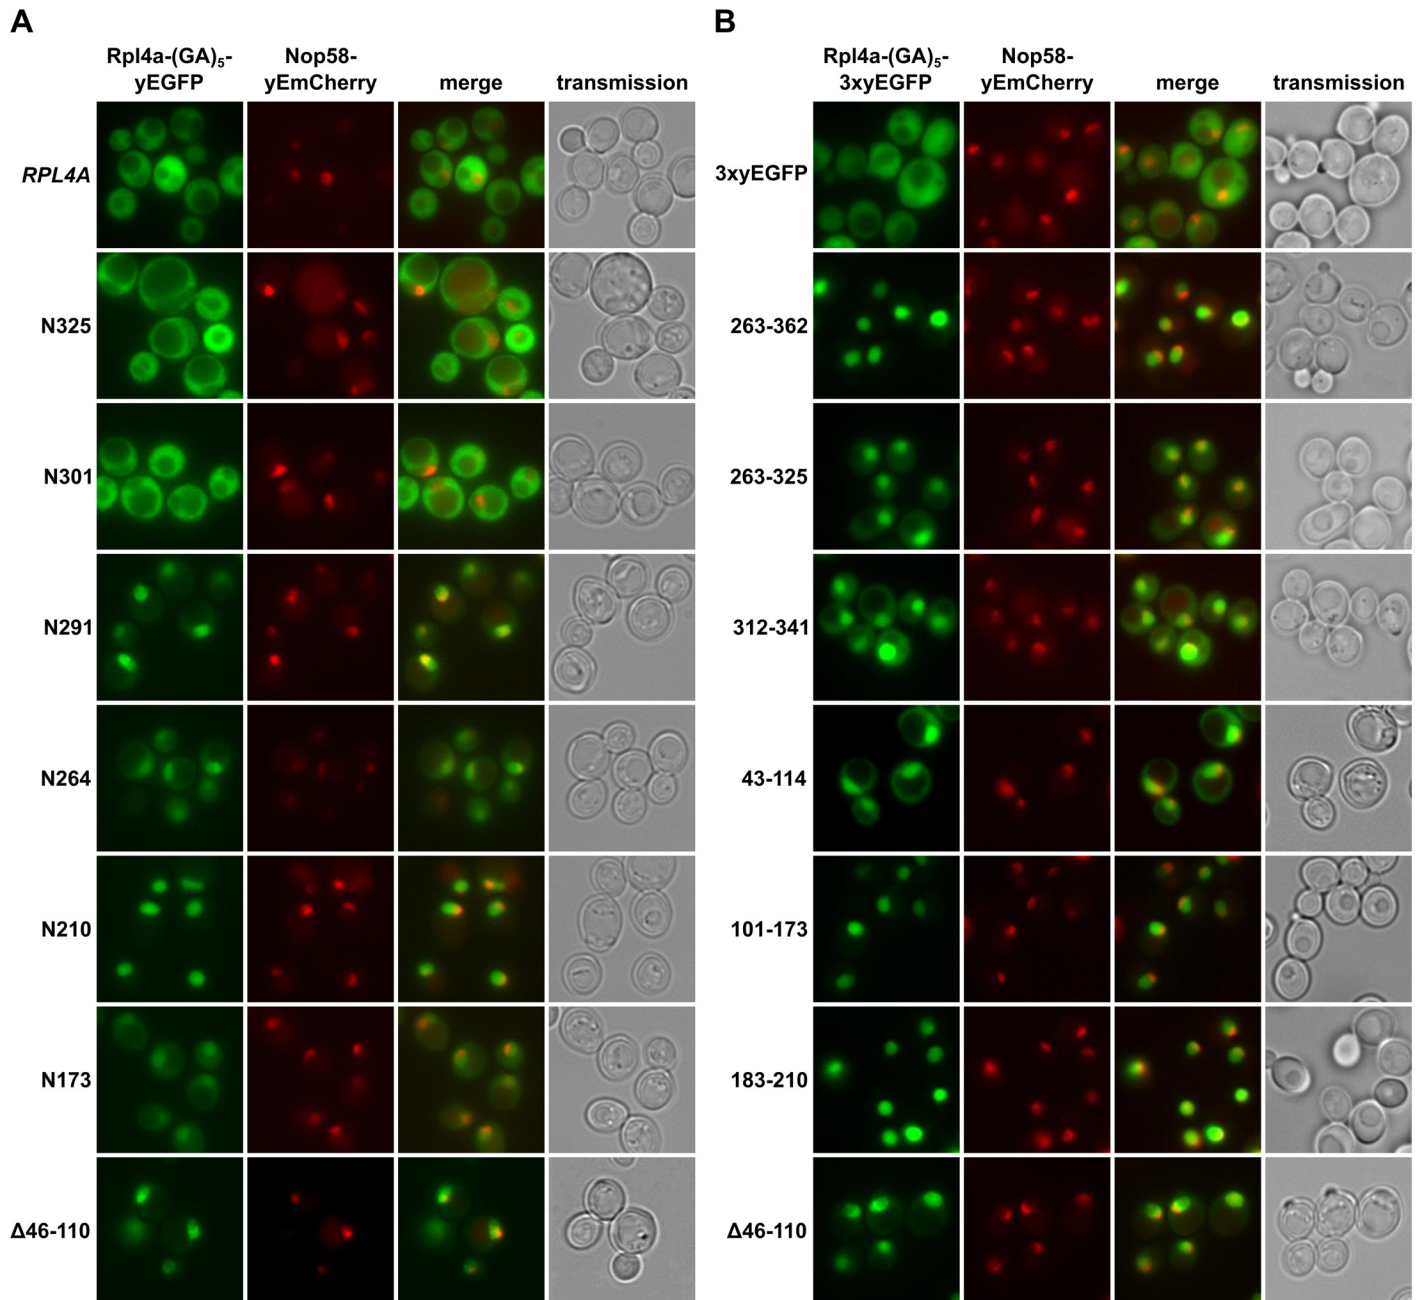 A
Rpl4a-(GA)5-
yEGFP
Nop58-
yEmCherry
merge
transmission
RPL4A
N325
N301
N291
N264
N210
N173
Δ46-110
B
Rpl4a-(GA)5-
3xyEGFP
Nop58-
yEmCherry
merge
transmission
3xyEGFP
263-362
263-325
312-341
43-114
101-173
183-210
Δ46-110